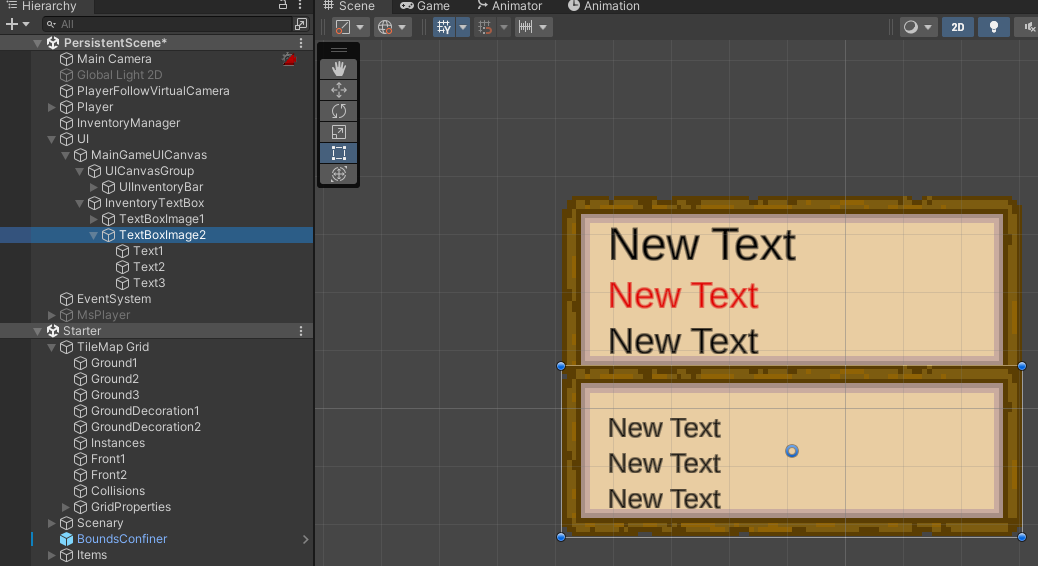 Hierarchy
Scene
Game
Animator
Animation
All
2D
PersistentScene*
Main Camera
Global Light 2D
PlayerFollowVirtualCamera
Player
InventoryManager
UI
MainGameUICanvas
UICanvasGroup
UIInventoryBar
InventoryTextBox
TextBoxImage1
TextBoxImage2
Text1
Text2
Text3
EventSystem
MsPlayer
Starter
TileMap Grid
Ground1
Ground2
Ground3
GroundDecoration1
GroundDecoration2
Instances
Front1
Front2
Collisions
GridProperties
Scenary
BoundsConfiner
Items
New Text
New Text
New Text
New Text
New Text
New Text